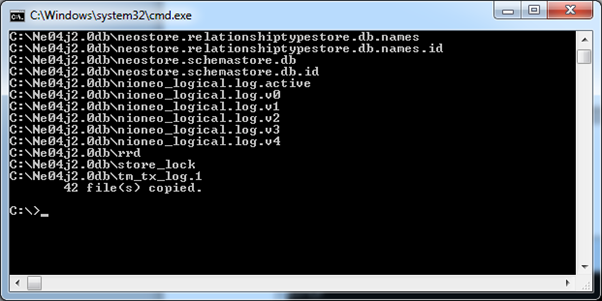 C:\Windows\system32\cmd.exe
C:\Ne04j2.0db\neostore.relationshiptypestore.db.names
C:\Ne04j2.0db\neostore.relationshiptypestore.db.names.id
C:\Ne04j2.0db\neostore.schemastore.db
C:\Ne04j2.0db\neostore.schemastore.db.id
C:\Ne04j2.0db\nioneo_logical.log.active
C:\Ne04j2.0db\nioneo_logical.log.v0
C:\Ne04j2.0db\nioneo_logical.log.v1
C:\Ne04j2.0db\nioneo_logical.log.v2
C:\Ne04j2.0db\nioneo_logical.log.v3
C:\Ne04j2.0db\nioneo_logical.log.v4
C:\Ne04j2.0db\rrd
C:\Ne04j2.0db\store_lock
C:\Ne04j2.0db\tm_tx_log.1
42 file(s) copied.
C:\>_